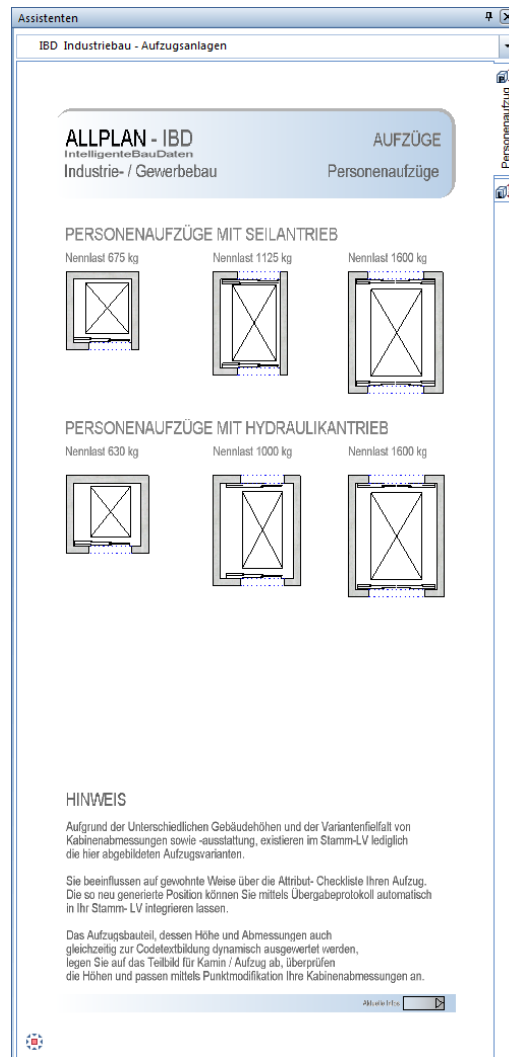 Assistenten
IBD Industriebau - Aufzugsanlagen
Personenaufzug
ALLPLAN - IBD
AUFZÜGE
IntelligenteBauDaten
Industrie- / Gewerbebau
Personenaufzüge
PERSONENAUFZÜGE MIT SEILANTRIEB
Nennlast 675 kg
Nennlast 1125 kg
Nennlast 1600 kg
PERSONENAUFZÜGE MIT HYDRAULIKANTRIEB
Nennlast 630 kg
Nennlast 1000 kg
Nennlast 1600 kg
HINWEIS
Aufgrund der Unterschiedlichen Gebäudehöhen und der Variantenfielfalt von
Kabinenabmessungen sowie -ausstattung, existieren im Stamm-LV lediglich
die hier abgebildeten Aufzugsvarianten.
Sie beeinflussen auf gewohnte Weise über die Attribut- Checkliste Ihren Aufzug.
Die so neu generierte Position können Sie mittels Übergabeprotokoll automatisch
in Ihr Stamm- LV integrieren lassen.
Das Aufzugsbauteil, dessen Höhe und Abmessungen auch
gleichzeitig zur Codetextbildung dynamisch ausgewertet werden,
legen Sie auf das Teilbild für Kamin / Aufzug ab, überprüfen
die Höhen und passen mittels Punktmodifikation Ihre Kabinenabmessungen an.
Aktuelle Infos